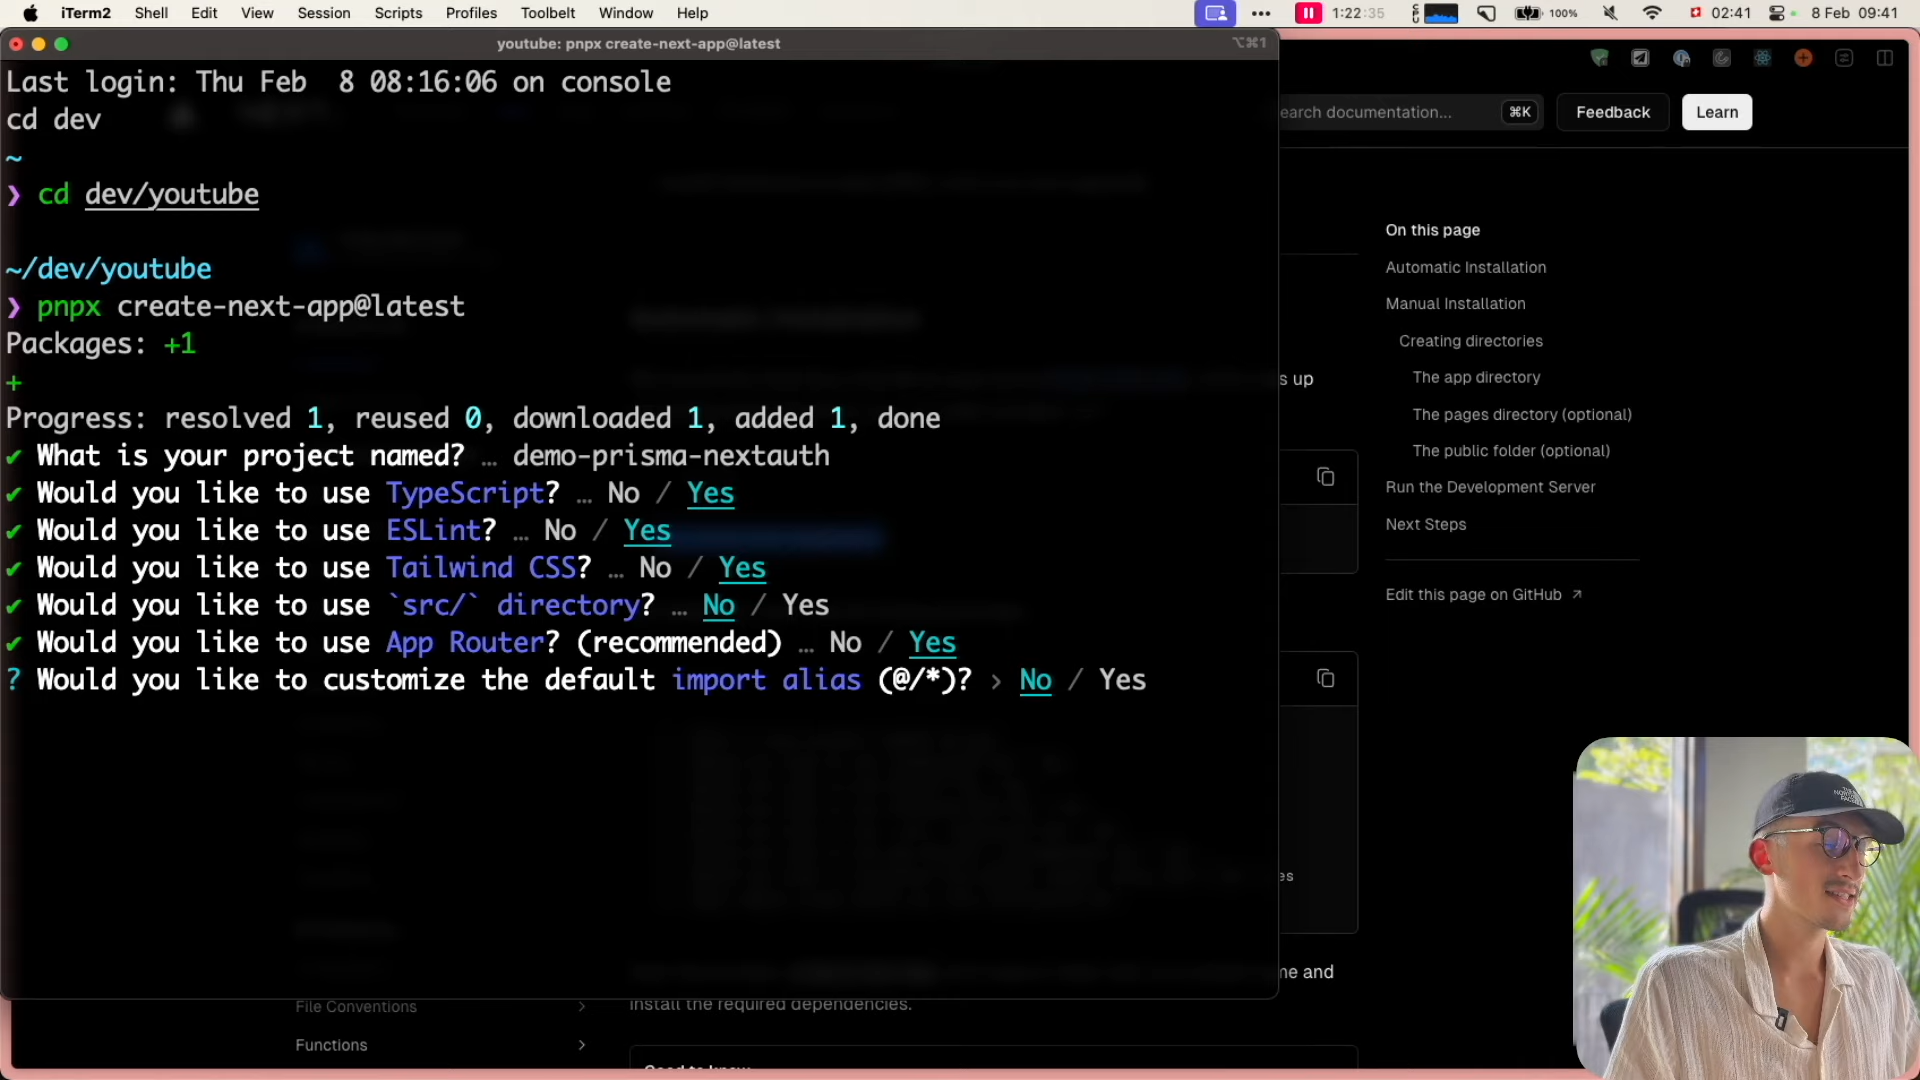 iTerm2 Shell Edit View Session Scripts Profiles Toolbelt Window Help
1:22:35 100% 02:41 8 Feb 09:41
youtube: pnpx create-next-app@latest
⌥⌘1
Last login: Thu Feb  8 08:16:06 on console
cd dev
~
❯ cd dev/youtube
~/dev/youtube
❯ pnpx create-next-app@latest
Packages: +1
+
Progress: resolved 1, reused 0, downloaded 1, added 1, done
✔ What is your project named? … demo-prisma-nextauth
✔ Would you like to use TypeScript? … No / Yes
✔ Would you like to use ESLint? … No / Yes
✔ Would you like to use Tailwind CSS? … No / Yes
✔ Would you like to use `src/` directory? … No / Yes
✔ Would you like to use App Router? (recommended) … No / Yes
? Would you like to customize the default import alias (@/*)? › No / Yes
earch documentation... ⌘K Feedback Learn
On this page
Automatic Installation
Manual Installation
Creating directories
The app directory
The pages directory (optional)
The public folder (optional)
Run the Development Server
Next Steps
Edit this page on GitHub ↗
s up
es
me and
install the required dependencies.
File Conventions
Functions
Good to know